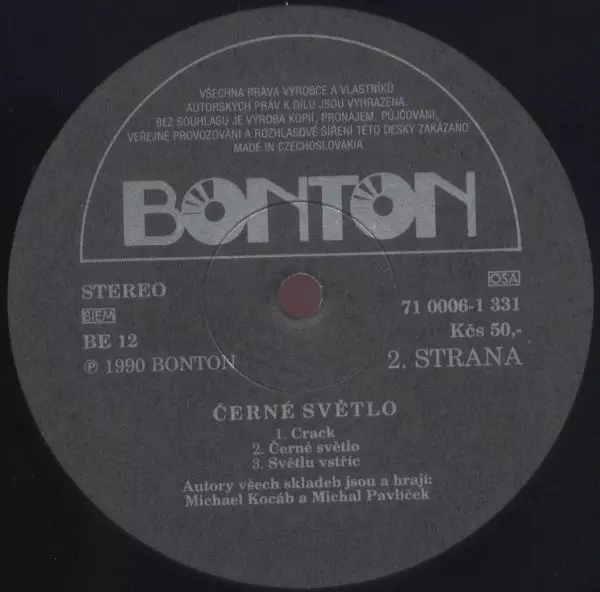 VŠECHNA PRÁVA VÝROBCE A VLASTNÍKŮ
AUTORSKÝCH PRÁV K DÍLU JSOU VYHRAZENA.
BEZ SOUHLASU JE VÝROBA KOPIÍ, PRONÁJEM, PŮJČOVÁNÍ,
VEŘEJNÉ PROVOZOVÁNÍ A ROZHLASOVÉ ŠÍŘENÍ TÉTO DESKY ZAKÁZÁNO
MADE IN CZECHOSLOVAKIA
BONTON
STEREO
OSA
BIEM
71 0006-1 331
BE 12
Kčs 50,-
℗ 1990 BONTON
2. STRANA
ČERNÉ SVĚTLO
1. Crack
2. Černé světlo
3. Světlu vstříc
Autory všech skladeb jsou a hrají:
Michael Kocáb a Michal Pavlíček